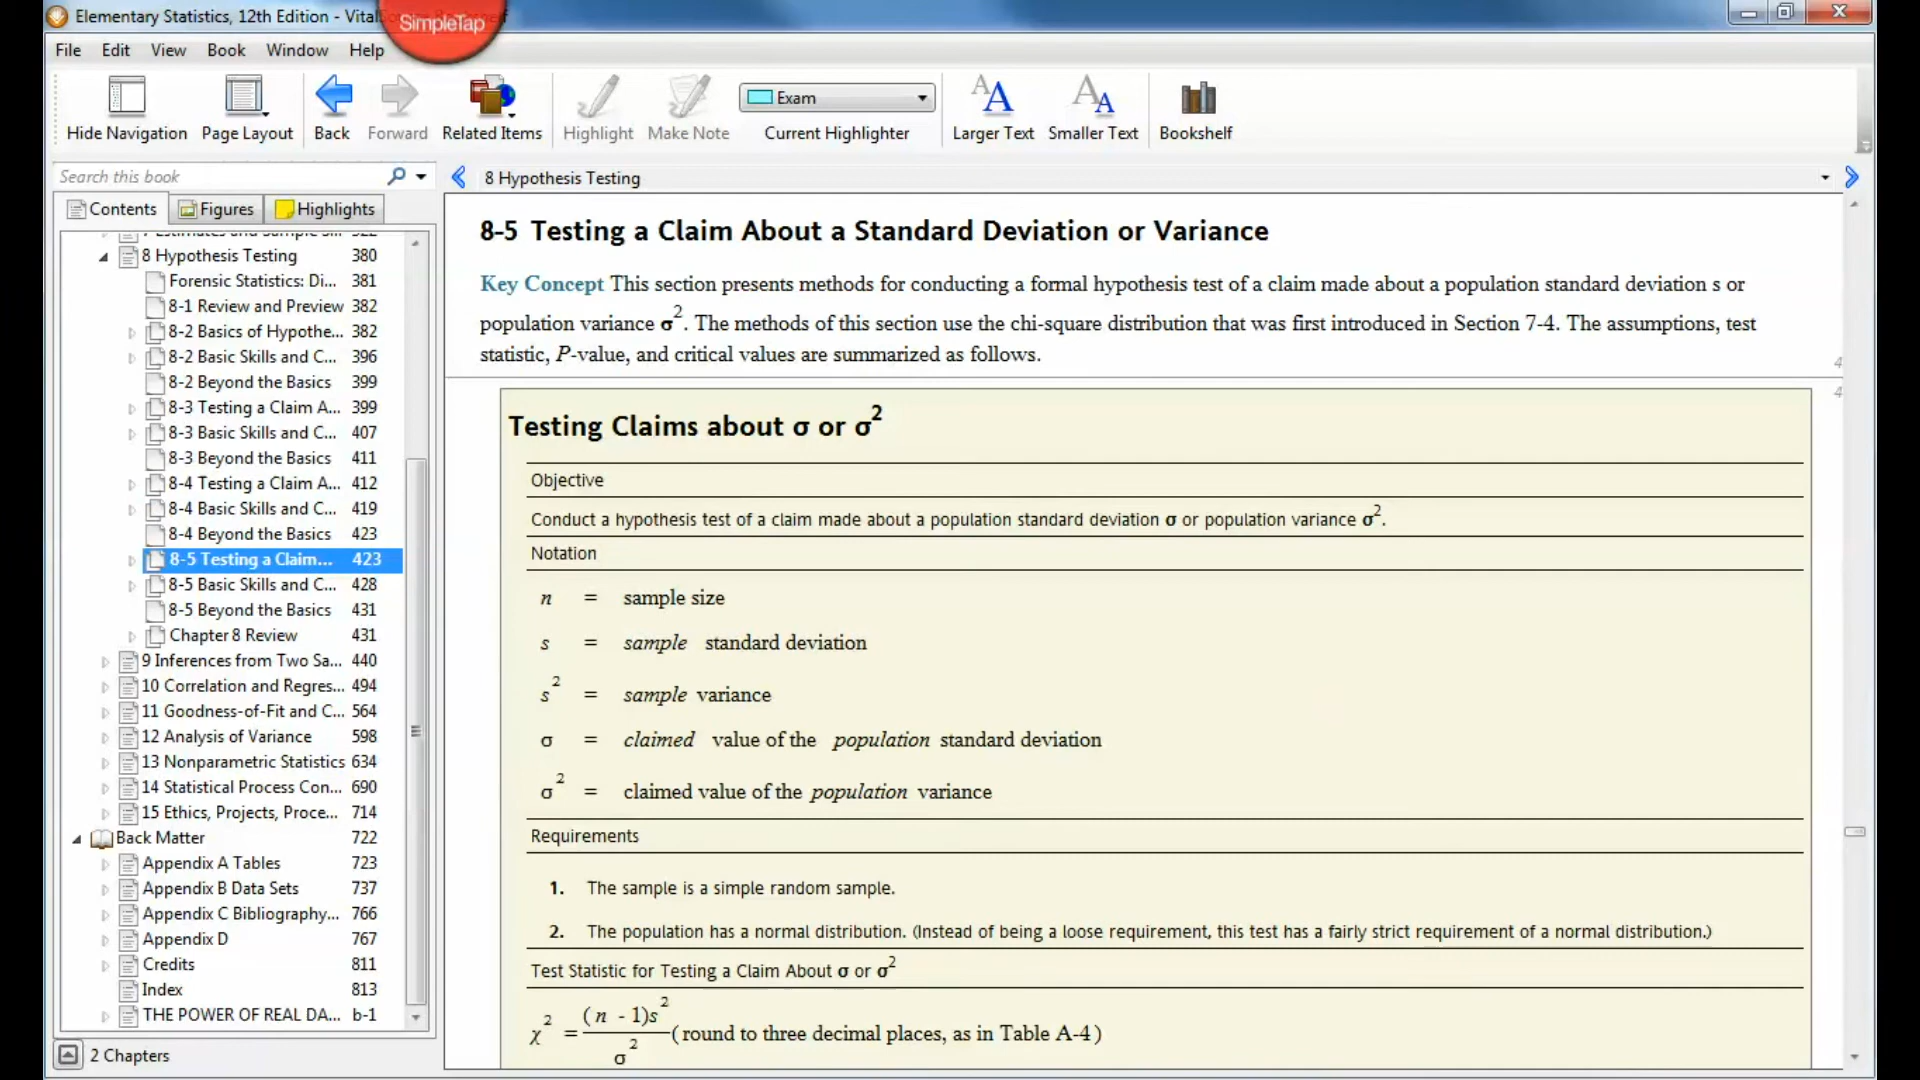 Elementary Statistics, 12th Edition - Vital
SimpleTap
File Edit View Book Window Help
Hide Navigation Page Layout Back Forward Related Items Highlight Make Note Exam Current Highlighter Larger Text Smaller Text Bookshelf
Search this book
8 Hypothesis Testing
Contents Figures Highlights
8 Hypothesis Testing 380
Forensic Statistics: Di... 381
8-1 Review and Preview 382
8-2 Basics of Hypothe... 382
8-2 Basic Skills and C... 396
8-2 Beyond the Basics 399
8-3 Testing a Claim A... 399
8-3 Basic Skills and C... 407
8-3 Beyond the Basics 411
8-4 Testing a Claim A... 412
8-4 Basic Skills and C... 419
8-4 Beyond the Basics 423
8-5 Testing a Claim... 423
8-5 Basic Skills and C... 428
8-5 Beyond the Basics 431
Chapter 8 Review 431
9 Inferences from Two Sa... 440
10 Correlation and Regres... 494
11 Goodness-of-Fit and C... 564
12 Analysis of Variance 598
13 Nonparametric Statistics 634
14 Statistical Process Con... 690
15 Ethics, Projects, Proce... 714
Back Matter 722
Appendix A Tables 723
Appendix B Data Sets 737
Appendix C Bibliography... 766
Appendix D 767
Credits 811
Index 813
THE POWER OF REAL DA... b-1
2 Chapters
8-5 Testing a Claim About a Standard Deviation or Variance
Key Concept This section presents methods for conducting a formal hypothesis test of a claim made about a population standard deviation s or
population variance σ². The methods of this section use the chi-square distribution that was first introduced in Section 7-4. The assumptions, test
statistic, P-value, and critical values are summarized as follows.
4
4
Testing Claims about σ or σ²
Objective
Conduct a hypothesis test of a claim made about a population standard deviation σ or population variance σ².
Notation
n = sample size
s = sample standard deviation
s² = sample variance
σ = claimed value of the population standard deviation
σ² = claimed value of the population variance
Requirements
1. The sample is a simple random sample.
2. The population has a normal distribution. (Instead of being a loose requirement, this test has a fairly strict requirement of a normal distribution.)
Test Statistic for Testing a Claim About σ or σ²
χ² = (n - 1)s² / σ² (round to three decimal places, as in Table A-4)